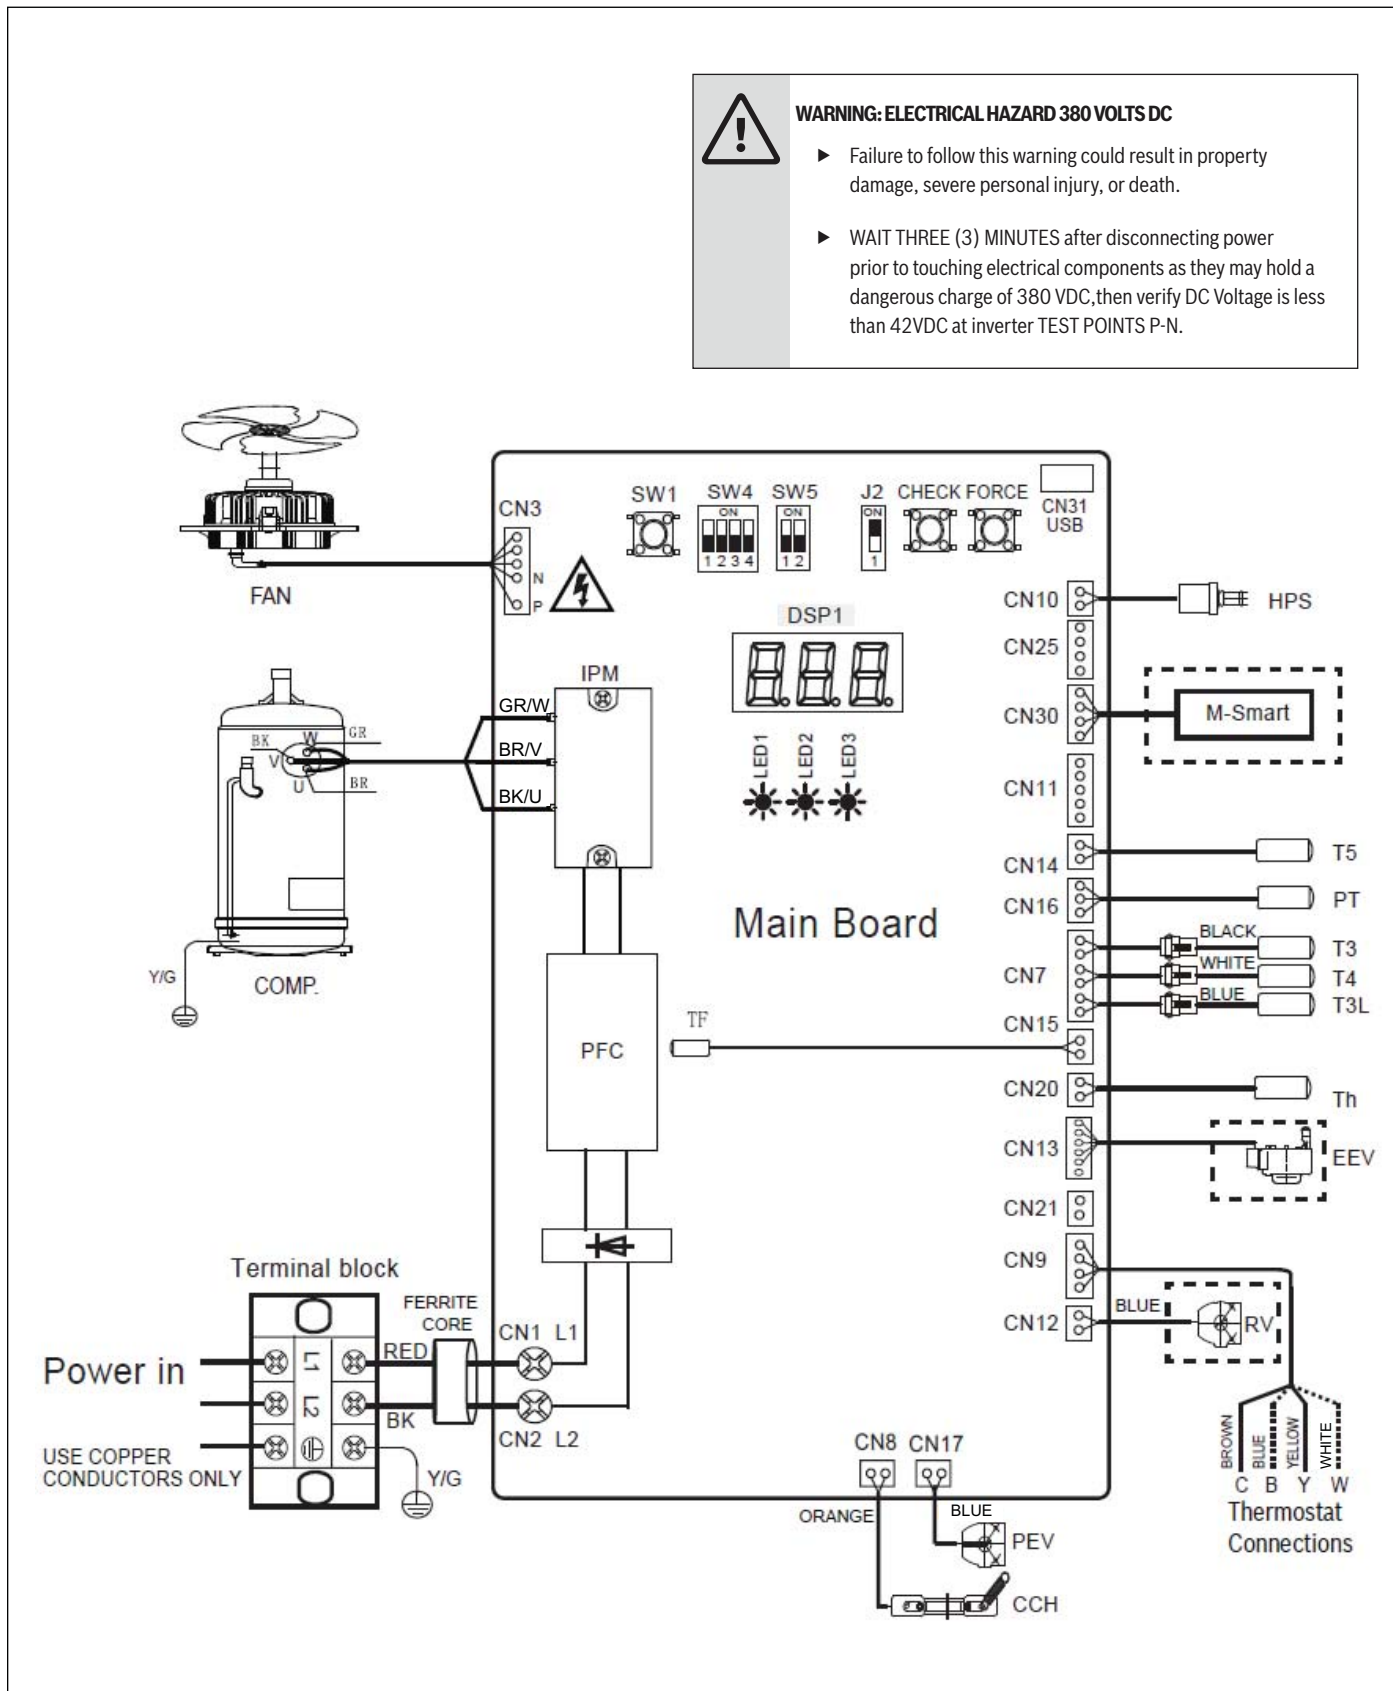 WARNING: ELECTRICAL HAZARD 380 VOLTS DC
Failure to follow this warning could result in property
damage, severe personal injury, or death.
WAIT THREE (3) MINUTES after disconnecting power
prior to touching electrical components as they may hold a
dangerous charge of 380 VDC,then verify DC Voltage is less
than 42VDC at inverter TEST POINTS P-N.
FAN
CN3
N
P
SW1
SW4
ON
1 2 3 4
SW5
ON
1 2
J2
ON
1
CHECK
FORCE
CN31
USB
DSP1
LED1
LED2
LED3
IPM
GR/W
BR/V
BK/U
BK
W
GR
V
U
BR
Y/G
COMP.
Main Board
PFC
TF
CN10
HPS
CN25
CN30
M-Smart
CN11
CN14
T5
CN16
PT
CN7
BLACK
T3
WHITE
T4
BLUE
T3L
CN15
CN20
Th
CN13
EEV
CN21
CN9
CN12
BLUE
RV
BROWN
BLUE
YELLOW
WHITE
C B Y W
Thermostat
Connections
Terminal block
FERRITE
CORE
CN1 L1
RED
L1
Power in
L2
BK
CN2 L2
USE COPPER
CONDUCTORS ONLY
Y/G
CN8
CN17
ORANGE
BLUE
PEV
CCH